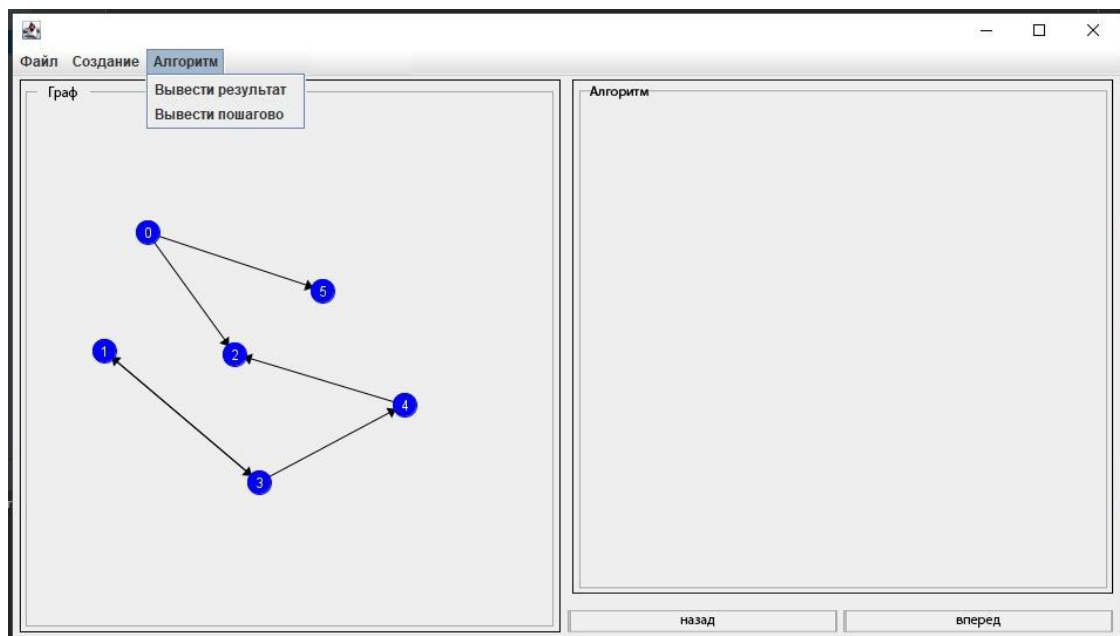 Файл Создание Алгоритм
Вывести результат
Вывести пошагово
Граф
Алгоритм
0
5
1
2
4
3
назад вперед